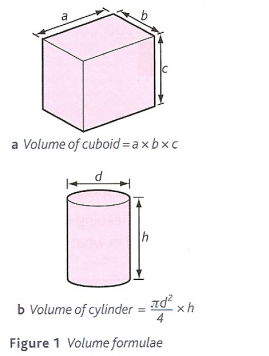 a
b
c
a Volume of cuboid = a × b × c
d
h
b Volume of cylinder = πd²/4 × h
Figure 1 Volume formulae